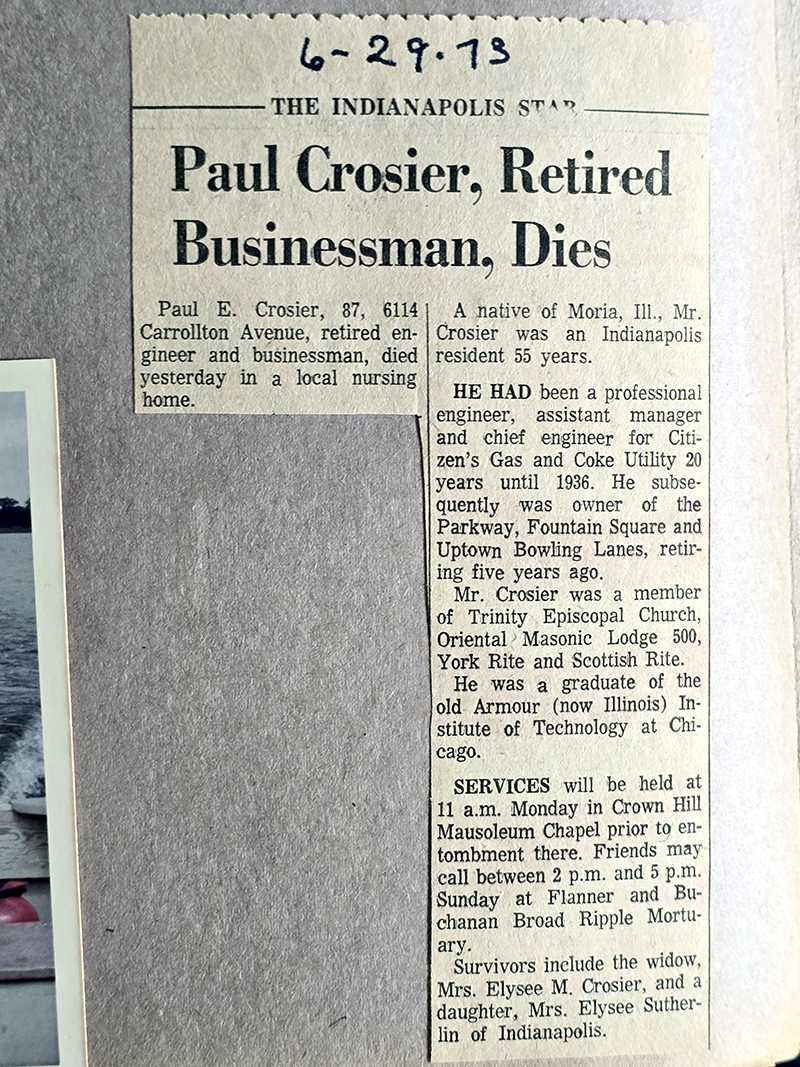 6-29-73
THE INDIANAPOLIS STAR
Paul Crosier, Retired
Businessman, Dies
Paul E. Crosier, 87, 6114
Carrollton Avenue, retired en-
gineer and businessman, died
yesterday in a local nursing
home.
A native of Moria, Ill., Mr.
Crosier was an Indianapolis
resident 55 years.
HE HAD been a professional
engineer, assistant manager
and chief engineer for Citi-
zen's Gas and Coke Utility 20
years until 1936. He subse-
quently was owner of the
Parkway, Fountain Square and
Uptown Bowling Lanes, retir-
ing five years ago.
Mr. Crosier was a member
of Trinity Episcopal Church,
Oriental Masonic Lodge 500,
York Rite and Scottish Rite.
He was a graduate of the
old Armour (now Illinois) In-
stitute of Technology at Chi-
cago.
SERVICES will be held at
11 a.m. Monday in Crown Hill
Mausoleum Chapel prior to en-
tombment there. Friends may
call between 2 p.m. and 5 p.m.
Sunday at Flanner and Bu-
chanan Broad Ripple Mortu-
ary.
Survivors include the widow,
Mrs. Elysee M. Crosier, and a
daughter, Mrs. Elysee Suther-
lin of Indianapolis.